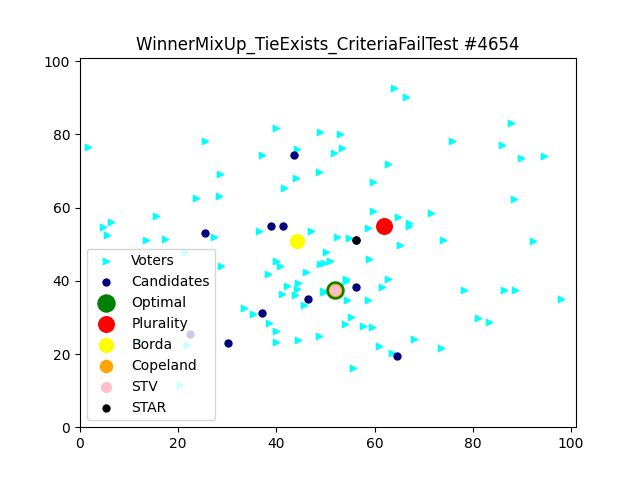 WinnerMixUp_TieExists_CriteriaFailTest #4654
100
80
60
40
20
0
Voters
Candidates
Optimal
Plurality
Borda
Copeland
STV
STAR
0 20 40 60 80 100